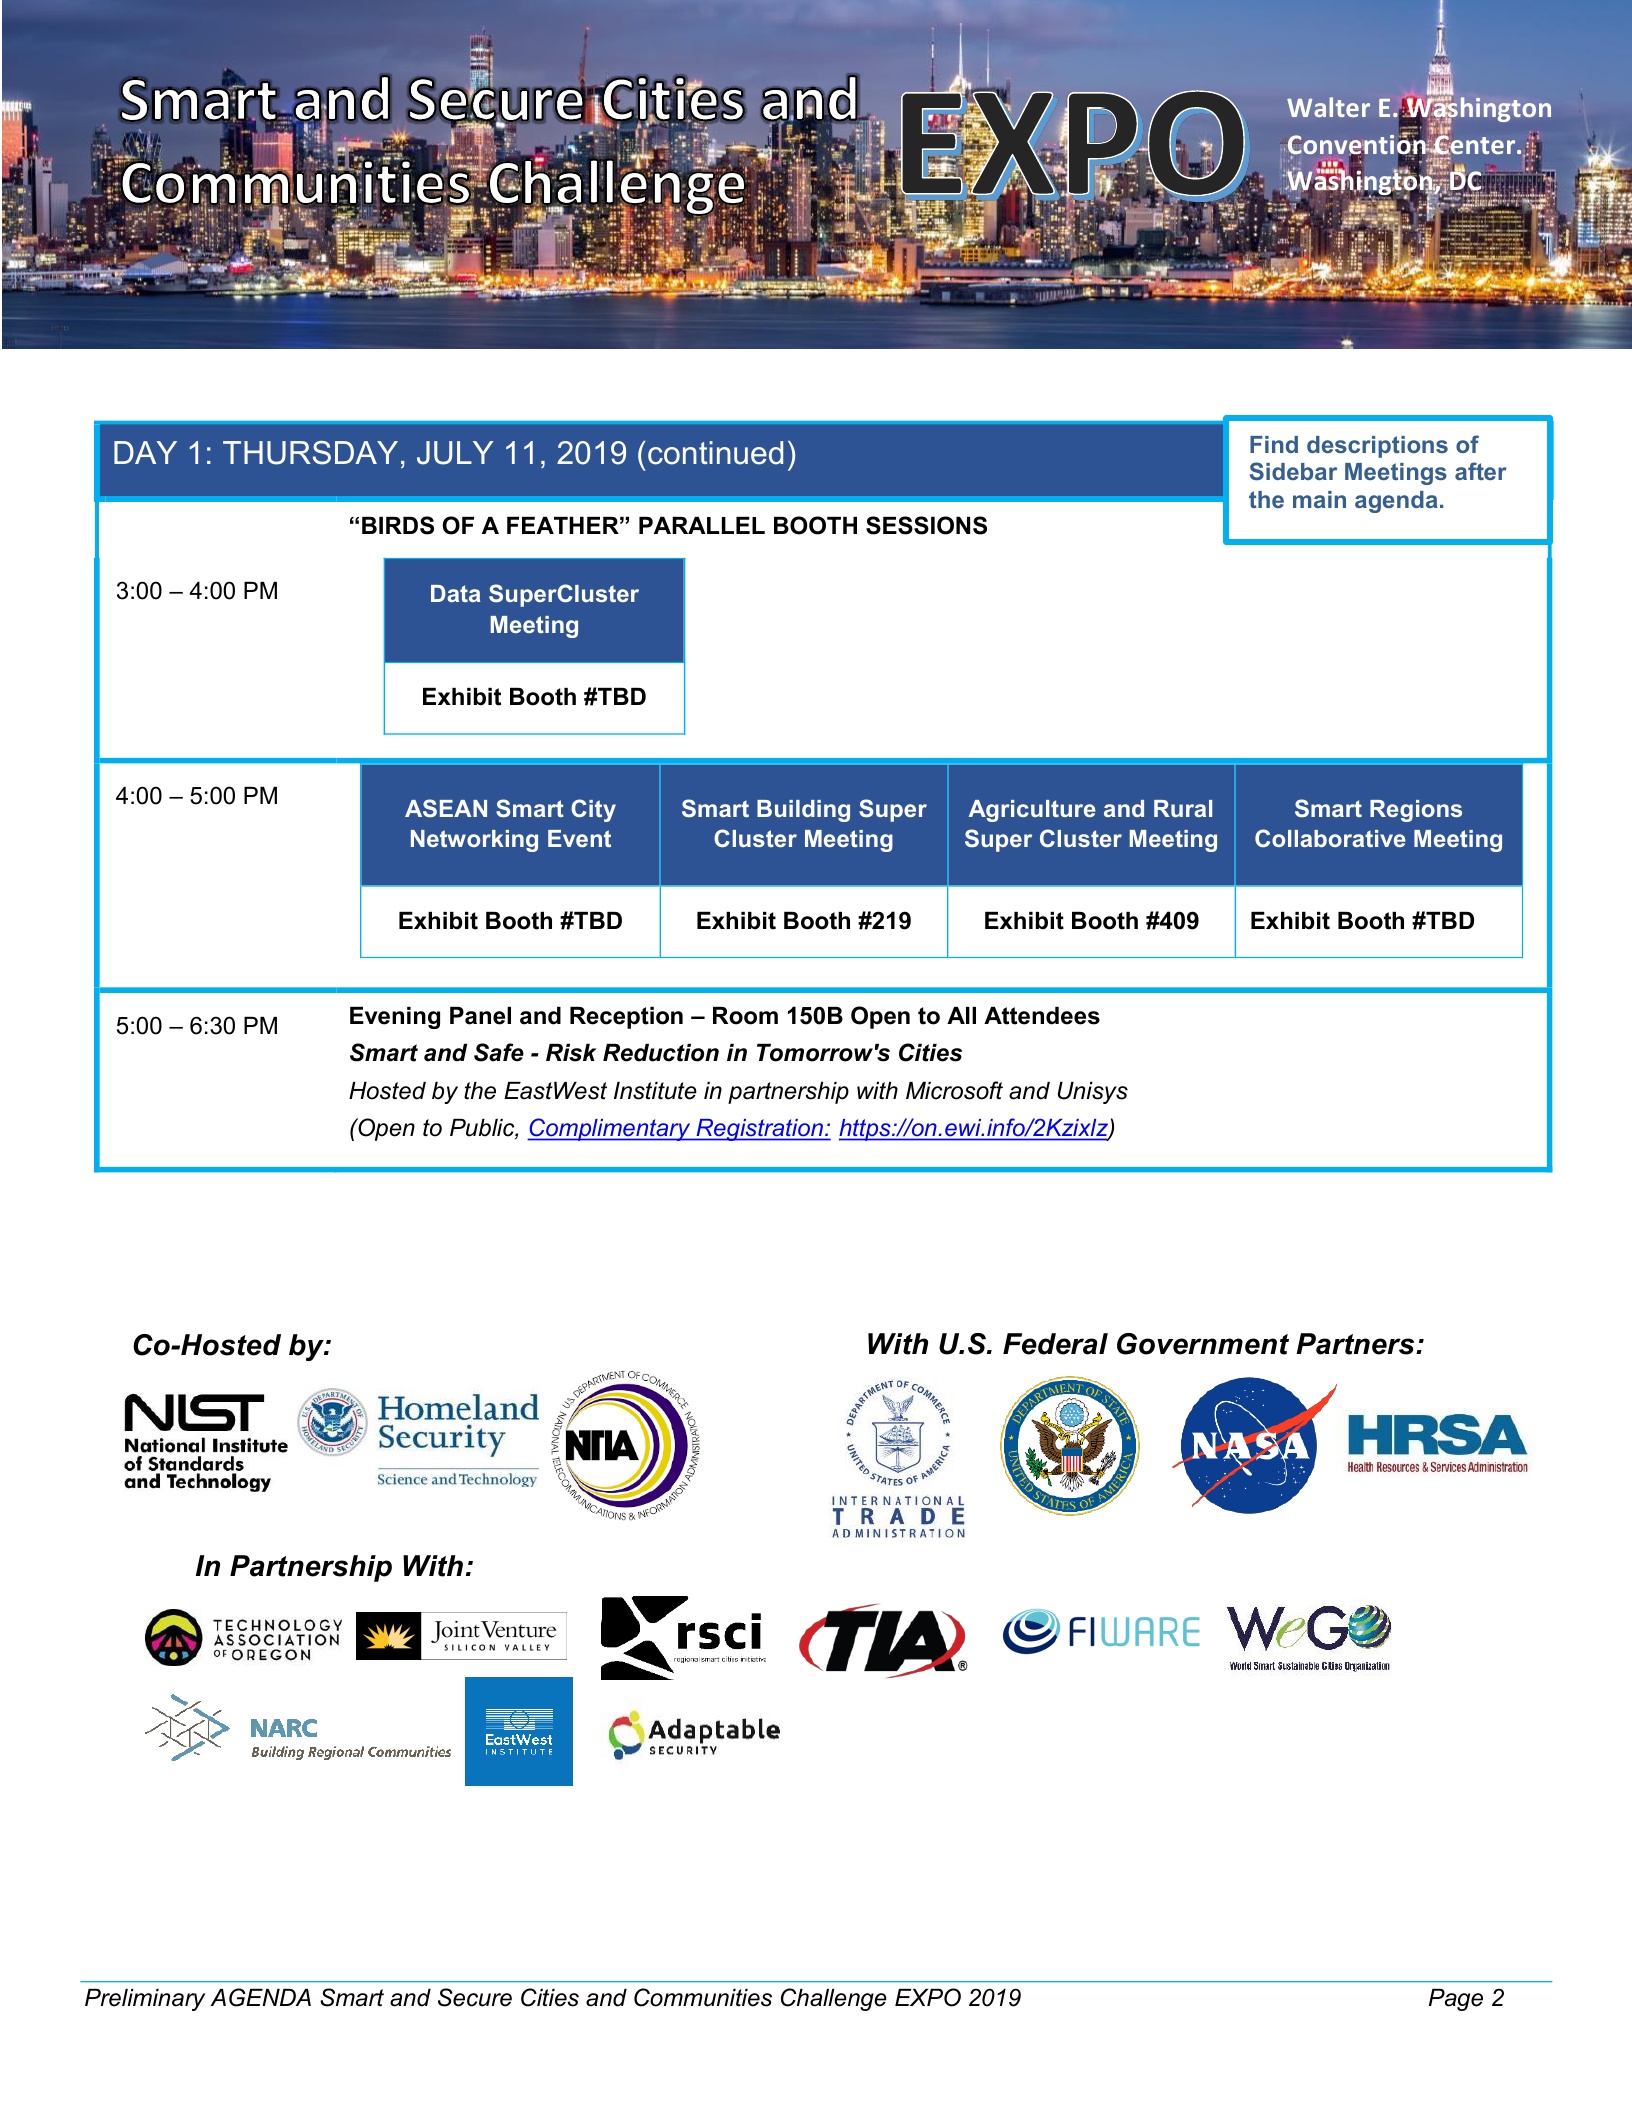 Smart and Secure Cities and
Communities Challenge
EXPO
Walter E. Washington
Convention Center.
Washington, DC
DAY 1: THURSDAY, JULY 11, 2019 (continued)
Find descriptions of
Sidebar Meetings after
the main agenda.
“BIRDS OF A FEATHER” PARALLEL BOOTH SESSIONS
3:00 – 4:00 PM
Data SuperCluster
Meeting
Exhibit Booth #TBD
4:00 – 5:00 PM
ASEAN Smart City
Networking Event
Exhibit Booth #TBD
Smart Building Super
Cluster Meeting
Exhibit Booth #219
Agriculture and Rural
Super Cluster Meeting
Exhibit Booth #409
Smart Regions
Collaborative Meeting
Exhibit Booth #TBD
5:00 – 6:30 PM
Evening Panel and Reception – Room 150B Open to All Attendees
Smart and Safe - Risk Reduction in Tomorrow's Cities
Hosted by the EastWest Institute in partnership with Microsoft and Unisys
(Open to Public, Complimentary Registration: https://on.ewi.info/2KzixIz)
Co-Hosted by:
NIST
National Institute
of Standards
and Technology
U.S. DEPARTMENT OF HOMELAND SECURITY
Homeland
Security
Science and Technology
U.S. DEPARTMENT OF COMMERCE
NATIONAL TELECOMMUNICATIONS & INFORMATION ADMINISTRATION
NTIA
With U.S. Federal Government Partners:
DEPARTMENT OF COMMERCE
UNITED STATES OF AMERICA
INTERNATIONAL
TRADE
ADMINISTRATION
DEPARTMENT OF STATE
UNITED STATES OF AMERICA
NASA
HRSA
Health Resources & Services Administration
In Partnership With:
TECHNOLOGY
ASSOCIATION
OF OREGON
Joint Venture
SILICON VALLEY
rsci
regional smart cities initiative
TIA®
FIWARE
WeGO
World Smart Sustainable Cities Organization
NARC
Building Regional Communities
EastWest
INSTITUTE
Adaptable
SECURITY
Preliminary AGENDA Smart and Secure Cities and Communities Challenge EXPO 2019
Page 2